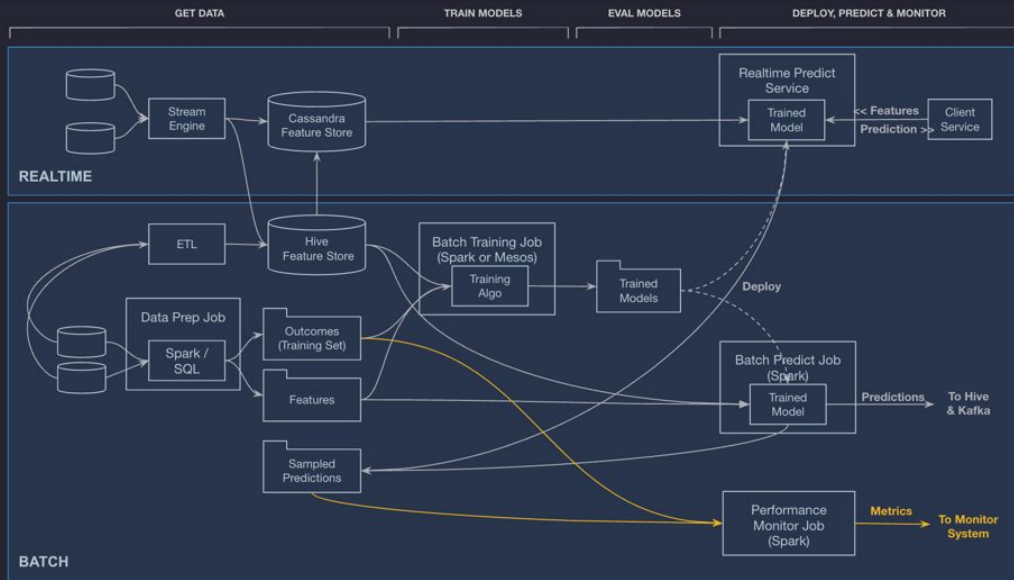 GET DATA
TRAIN MODELS
EVAL MODELS
DEPLOY, PREDICT & MONITOR
Realtime Predict
Service
Stream
Engine
Cassandra
Feature Store
Trained
Model
<< Features
Prediction >>
Client
Service
REALTIME
ETL
Hive
Feature Store
Batch Training Job
(Spark or Mesos)
Training
Algo
Trained
Models
Deploy
Data Prep Job
Spark /
SQL
Outcomes
(Training Set)
Features
Batch Predict Job
(Spark)
Trained
Model
Predictions
To Hive
& Kafka
Sampled
Predictions
Performance
Monitor Job
(Spark)
Metrics
To Monitor
System
BATCH